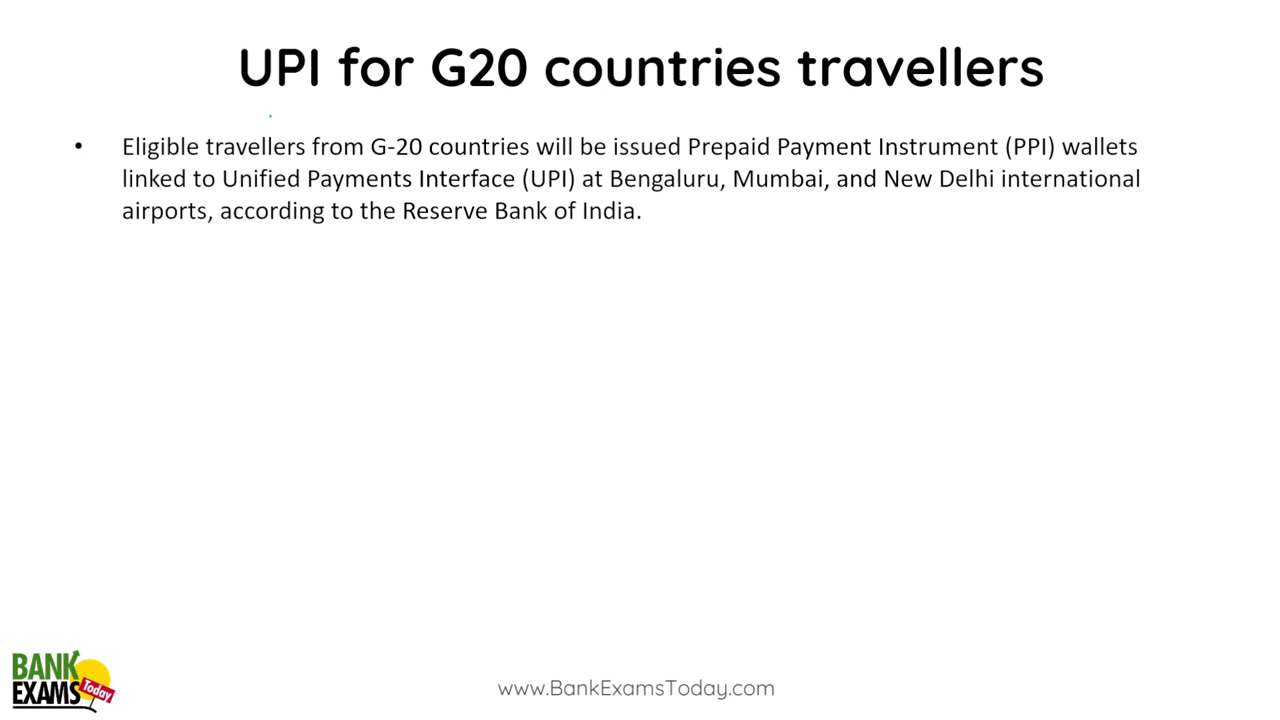 UPI for G20 countries travellers
• Eligible travellers from G-20 countries will be issued Prepaid Payment Instrument (PPI) wallets
linked to Unified Payments Interface (UPI) at Bengaluru, Mumbai, and New Delhi international
airports, according to the Reserve Bank of India.
BANK
EXAMS Today
www.BankExamsToday.com